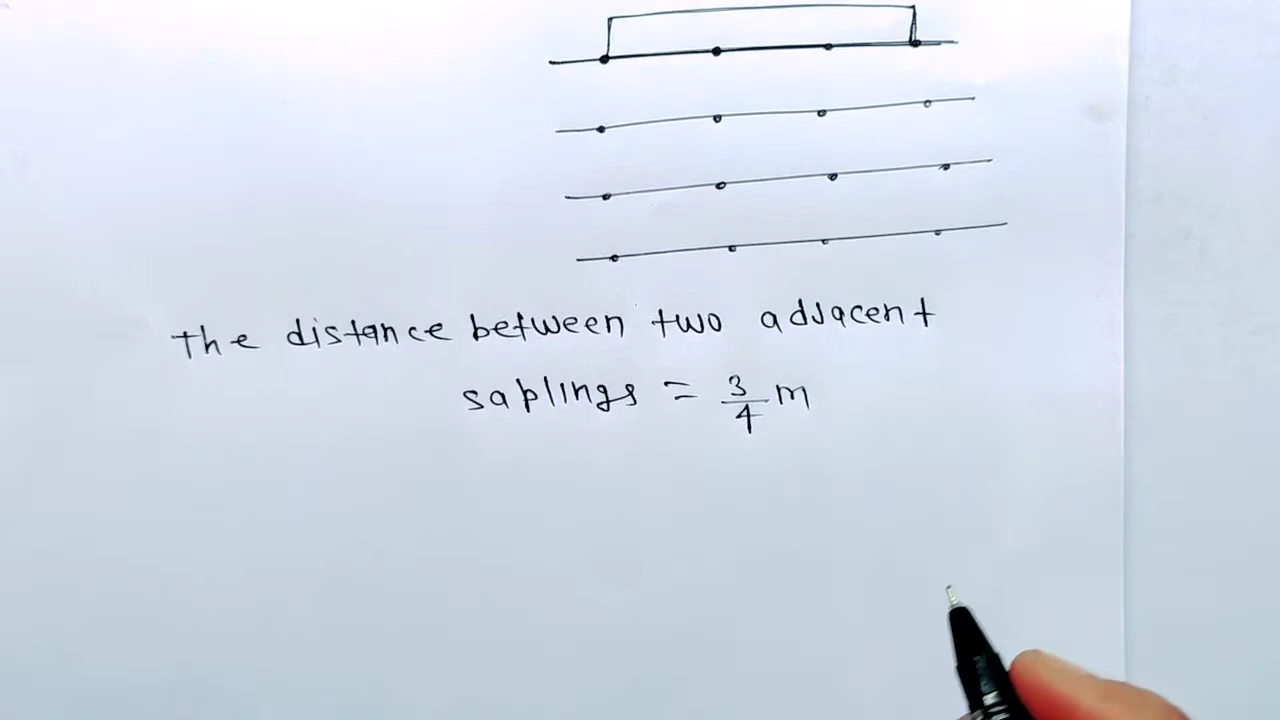 The distance between two adjacent
saplings = 3/4 m